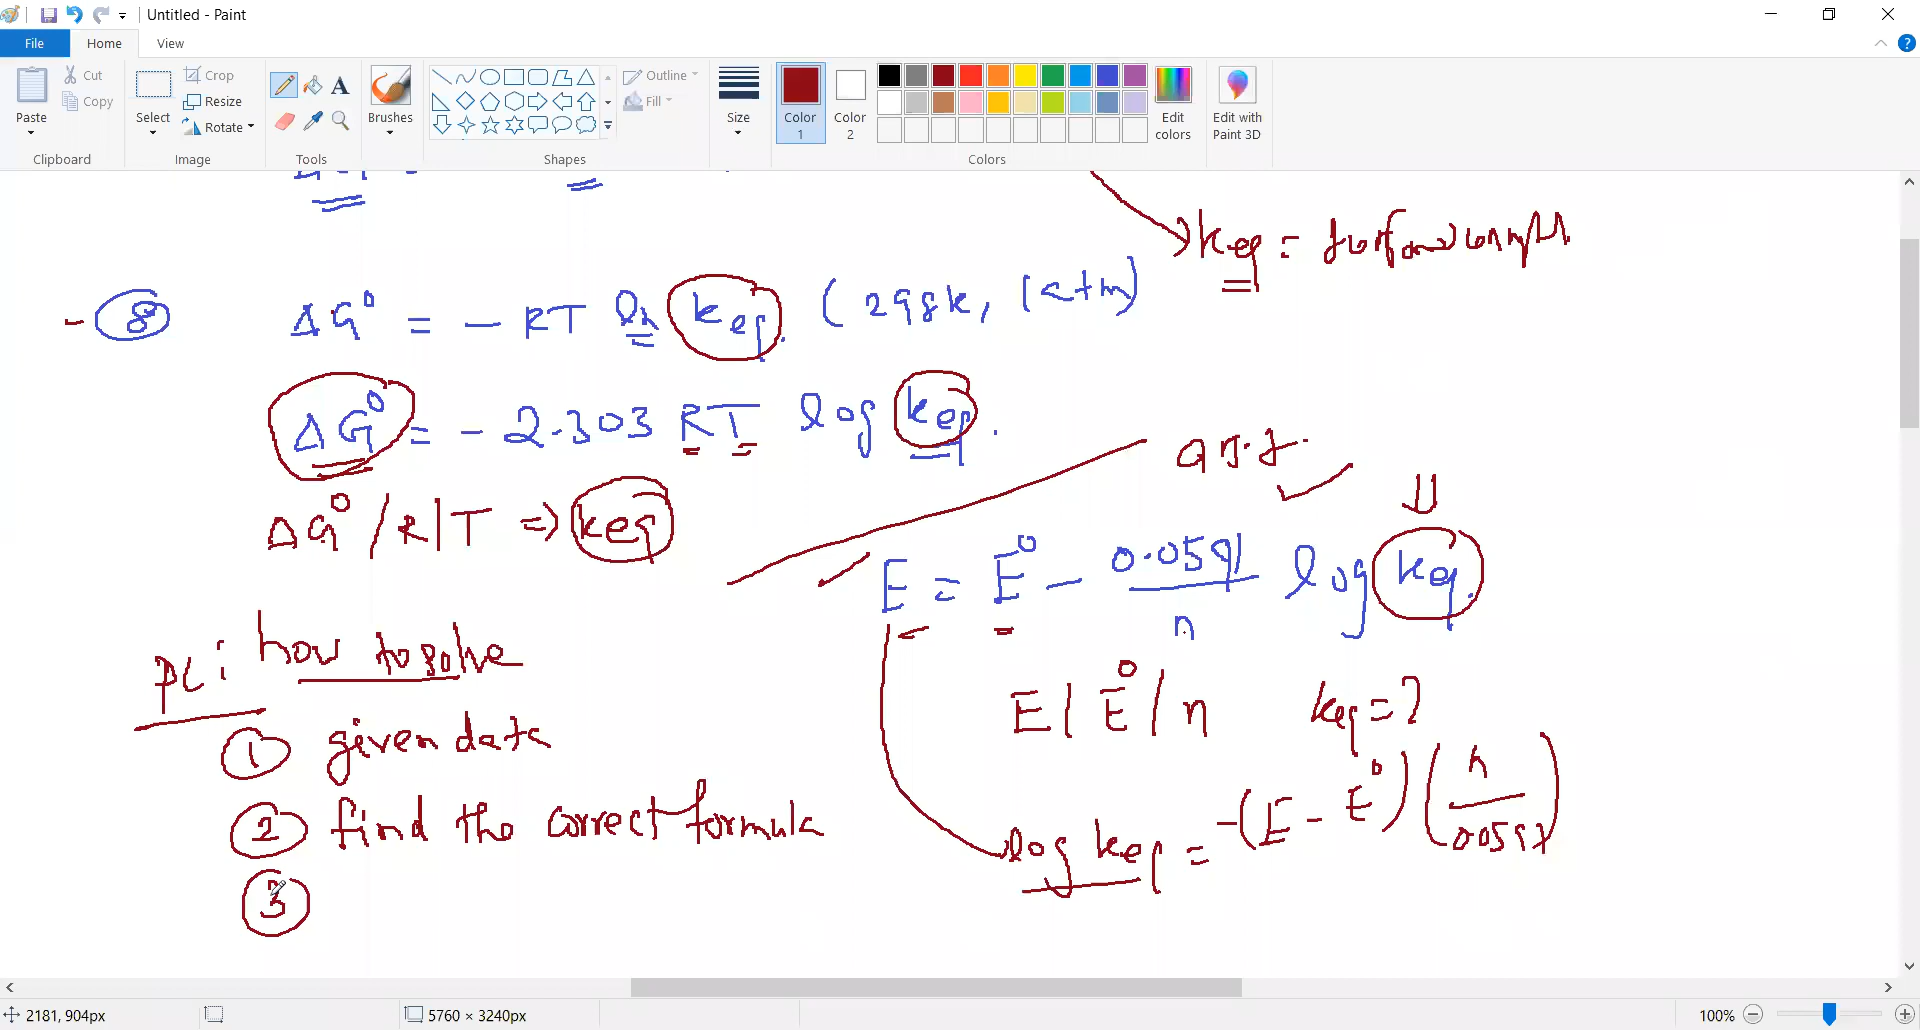 Untitled - Paint
File
Home
View
Paste
Cut
Copy
Clipboard
Select
Crop
Resize
Rotate
Image
Tools
Brushes
Shapes
Outline
Fill
Size
Color 1
Color 2
Colors
Edit colors
Edit with Paint 3D
keq =
8 ΔG° = - RT ln keq. (298k, 1 atm)
ΔG° = - 2.303 RT log keq.
ΔG° / R | T => keq
E = E° - 0.0591/n log keq.
E | E° | n keq = ?
log keq = -(E - E°) (n/0.0591)
PC : how to solve
1 given data
2 find the correct formula
3
2181, 904px
5760 × 3240px
100%